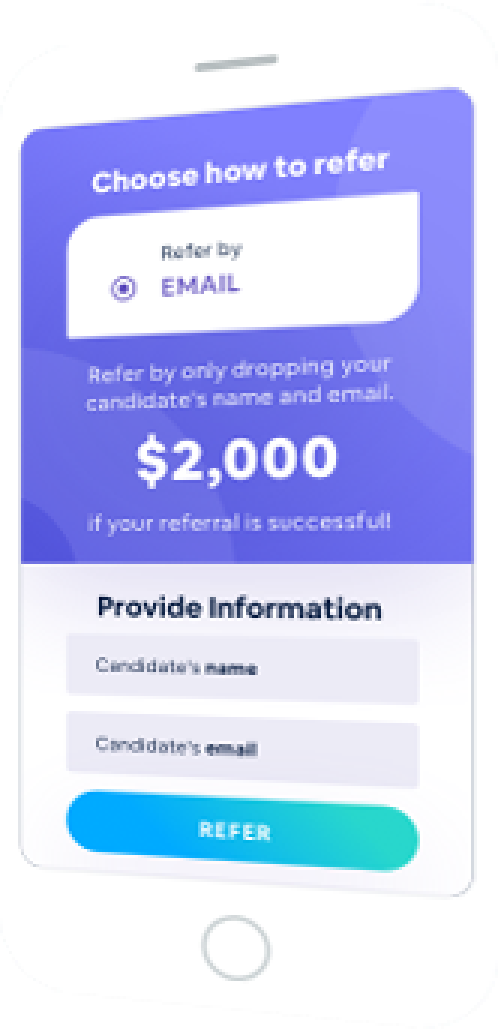 Choose how to refer
Refer by
EMAIL
Refer by only dropping your
candidate's name and email.
$2,000
if your referral is successful!
Provide Information
Candidate's name
Candidate's email
REFER